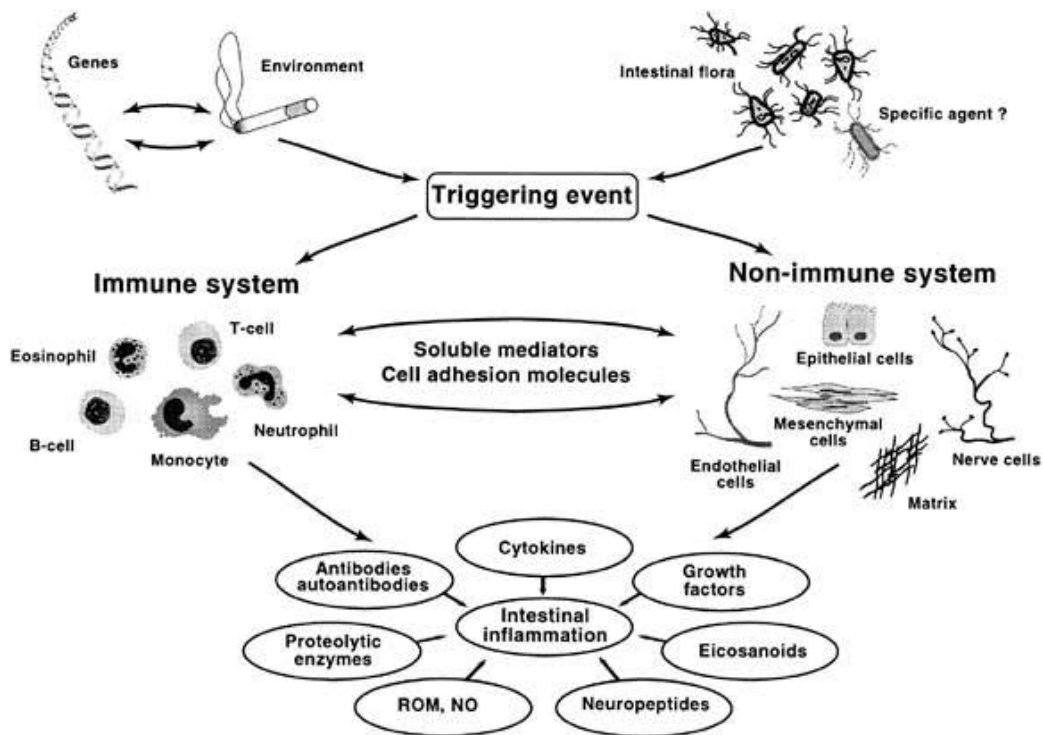 Genes
Environment
Intestinal flora
Specific agent ?
Triggering event
Immune system
Non-immune system
T-cell
Eosinophil
B-cell
Monocyte
Neutrophil
Soluble mediators
Cell adhesion molecules
Epithelial cells
Mesenchymal
cells
Endothelial
cells
Nerve cells
Matrix
Cytokines
Antibodies
autoantibodies
Growth
factors
Intestinal
inflammation
Proteolytic
enzymes
Eicosanoids
ROM, NO
Neuropeptides